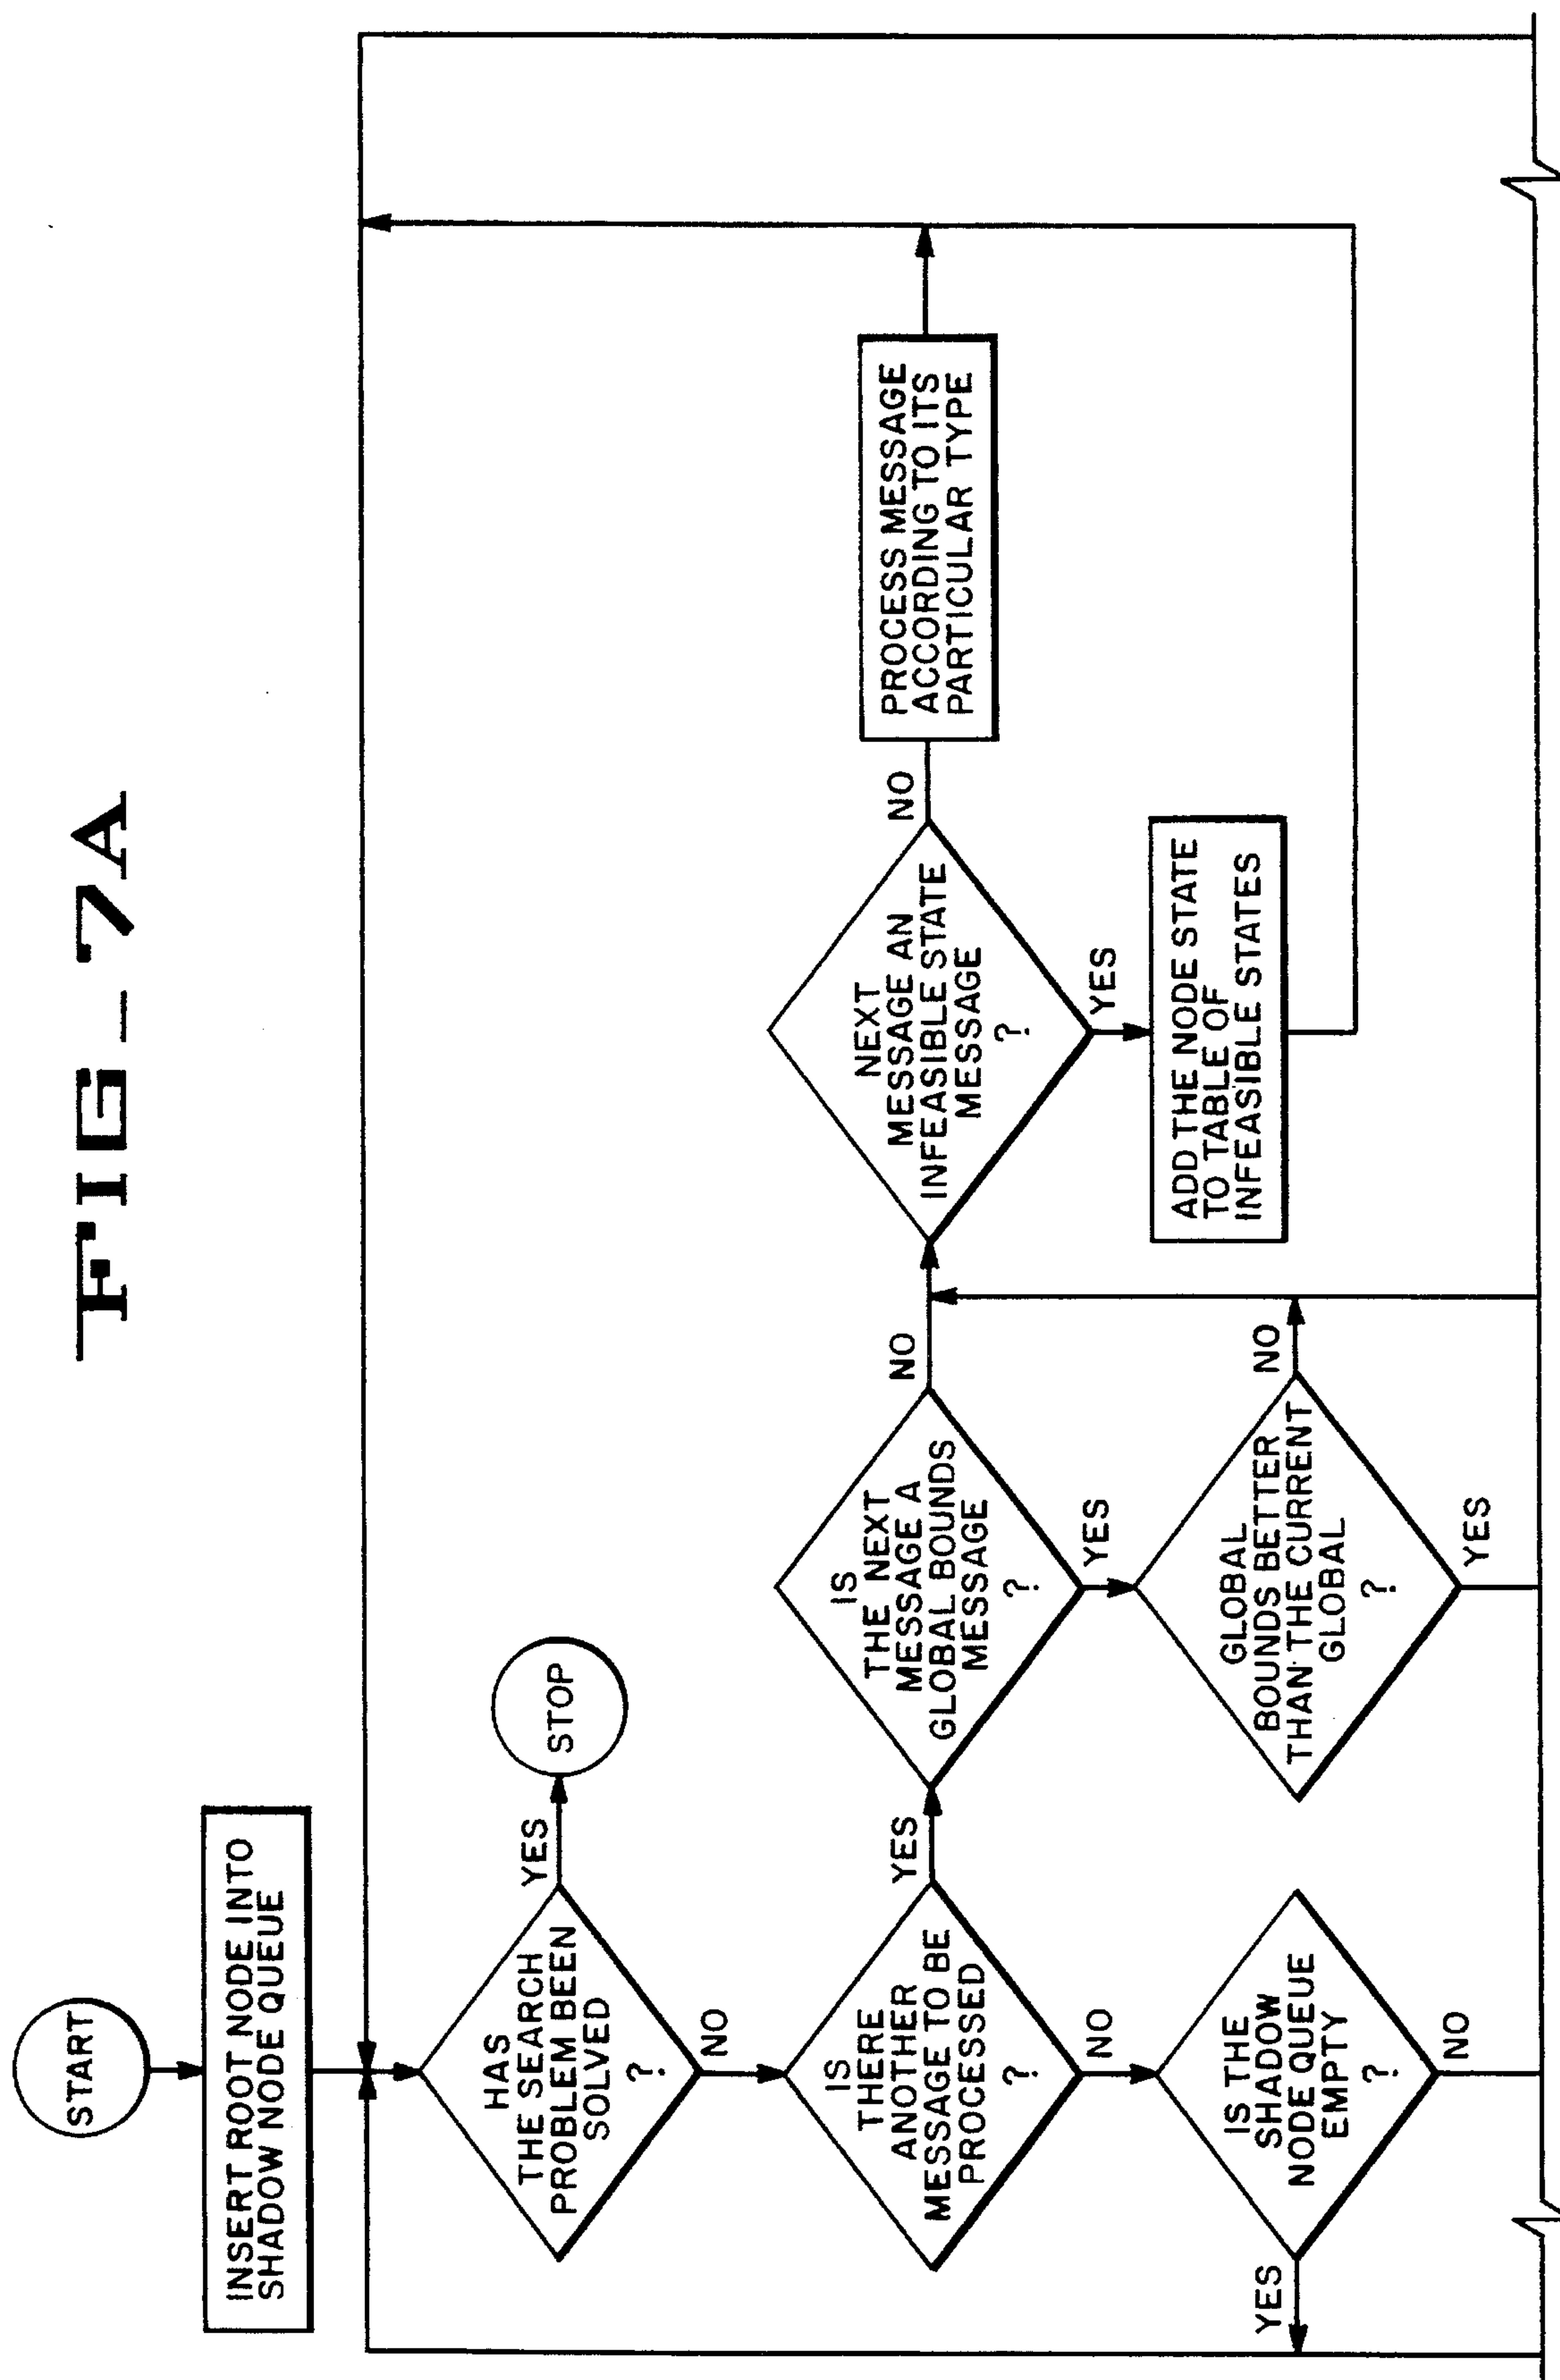 FIG_7A
START
INSERT ROOT NODE INTO
SHADOW NODE QUEUE
HAS
THE SEARCH
PROBLEM BEEN
SOLVED
?
YES
STOP
NO
IS
THERE
ANOTHER
MESSAGE TO BE
PROCESSED
?
YES
NO
IS
THE NEXT
MESSAGE A
GLOBAL BOUNDS
MESSAGE
?
NO
YES
NEXT
MESSAGE AN
INFEASIBLE STATE
MESSAGE
?
NO
PROCESS MESSAGE
ACCORDING TO ITS
PARTICULAR TYPE
YES
ADD THE NODE STATE
TO TABLE OF
INFEASIBLE STATES
IS THE
SHADOW
NODE QUEUE
EMPTY
?
YES
NO
GLOBAL
BOUNDS BETTER
THAN THE CURRENT
GLOBAL
?
NO
YES